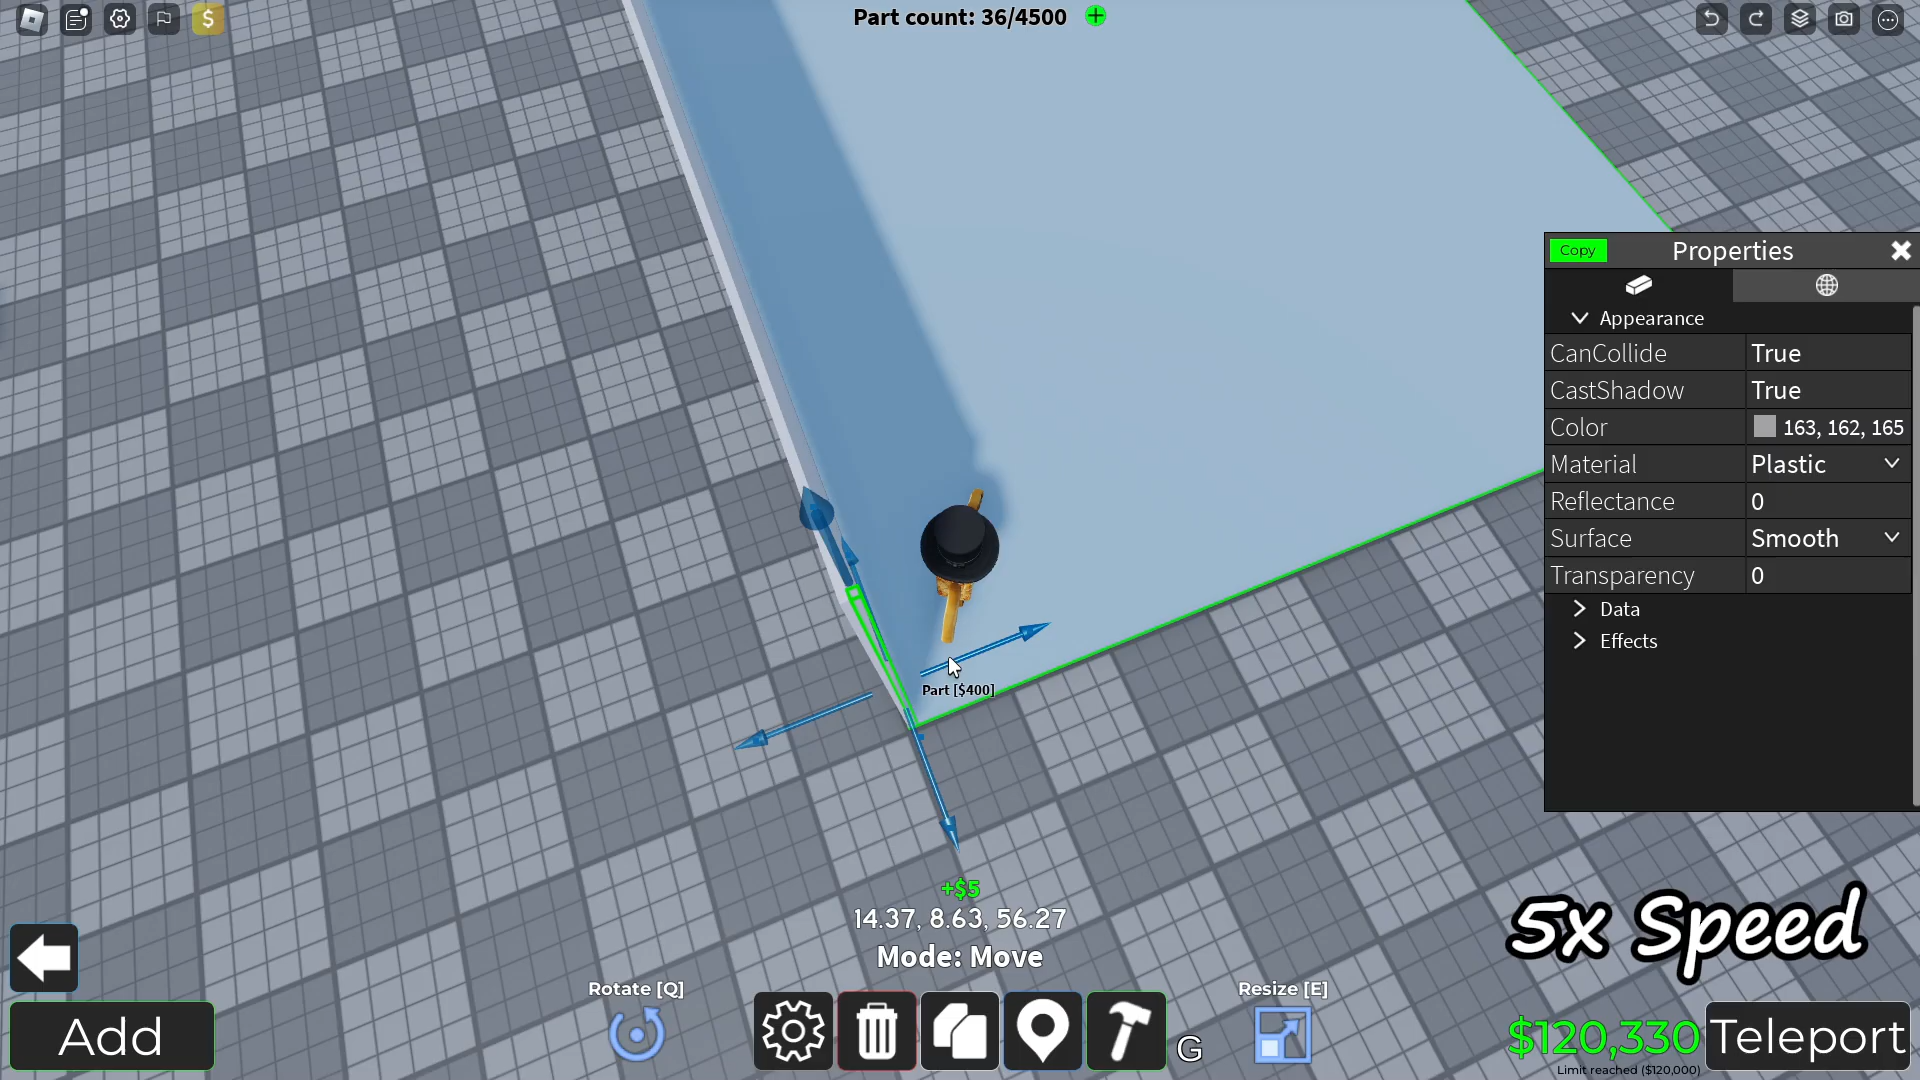 Part count: 36/4500
$
Copy
Properties
Appearance
CanCollide True
CastShadow True
Color 163, 162, 165
Material Plastic
Reflectance 0
Surface Smooth
Transparency 0
Data
Effects
Part [$400]
+$5
14.37, 8.63, 56.27
Mode: Move
5x Speed
Rotate [Q]
Resize [E]
G
Add
$120,330
Limit reached ($120,000)
Teleport